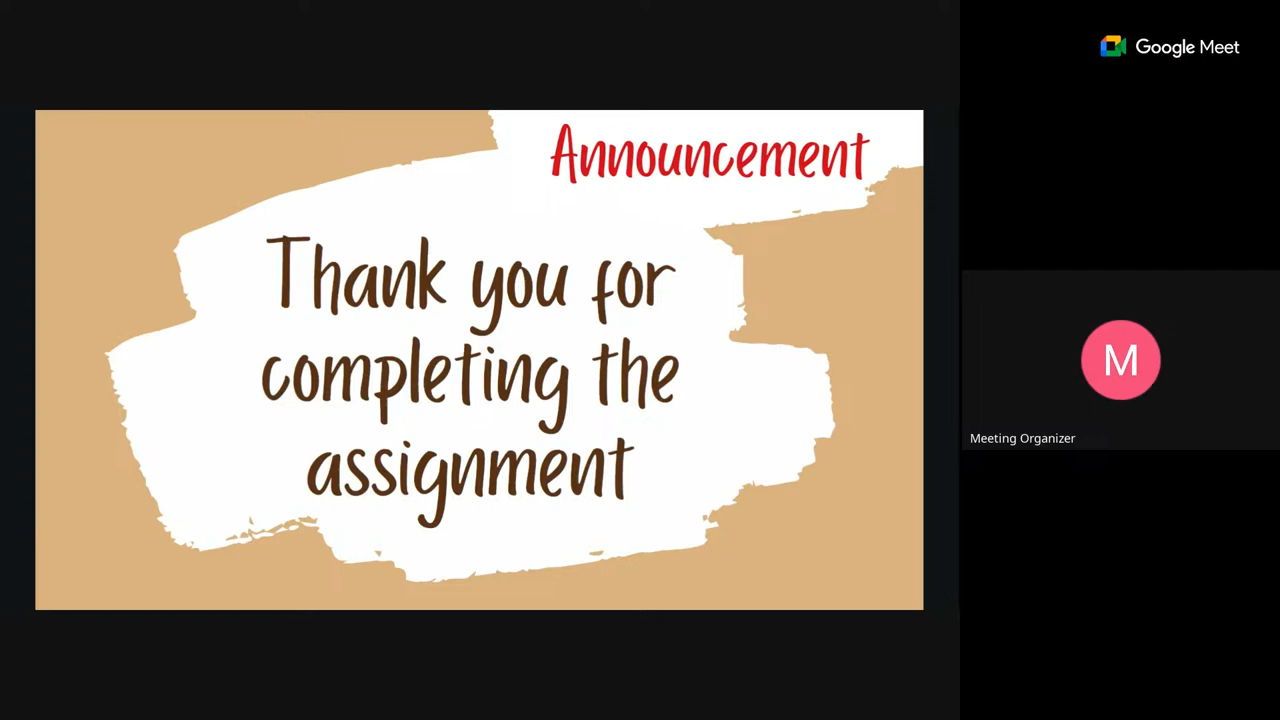 Google Meet
Announcement
Thank you for
completing the
assignment
M
Meeting Organizer